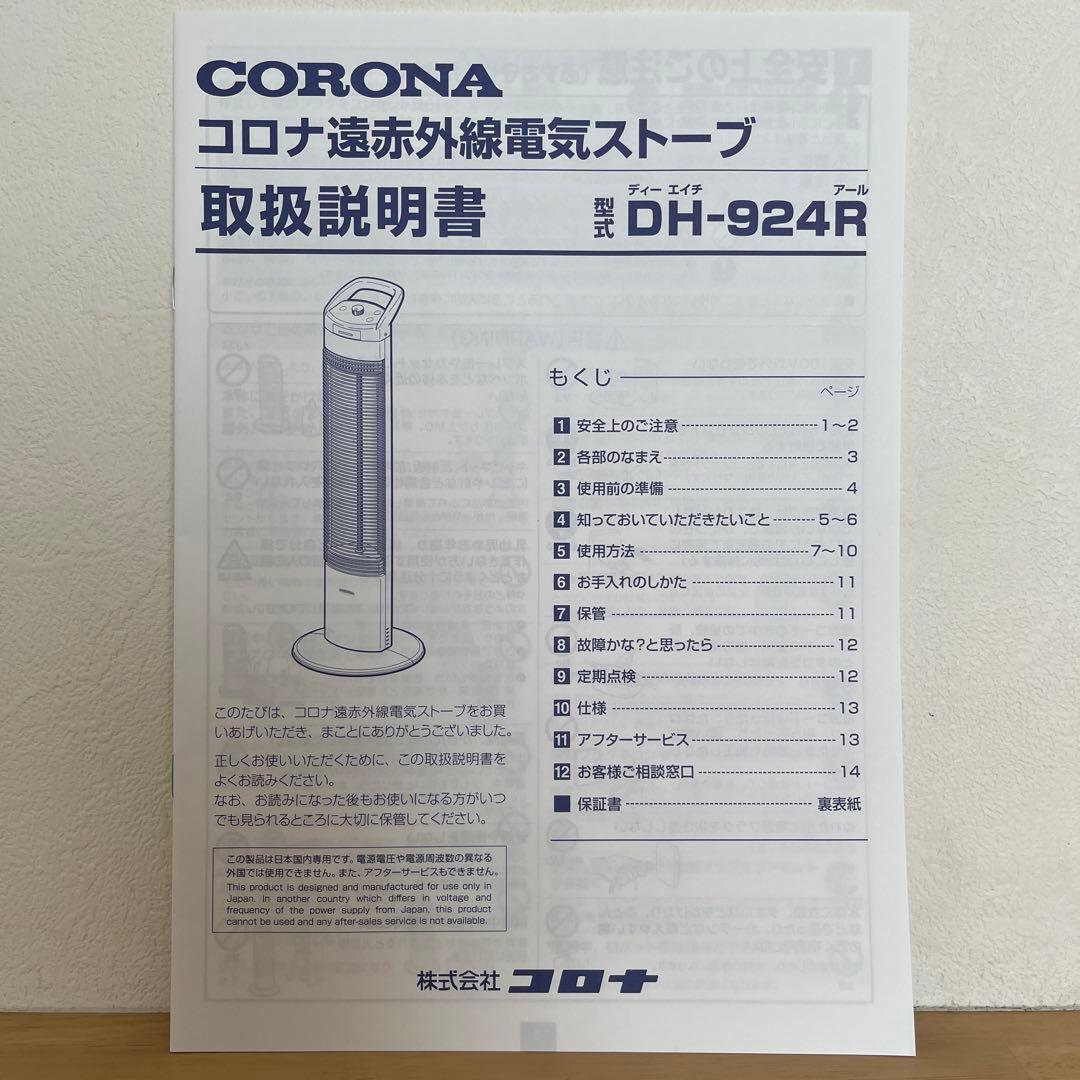 CORONA
コロナ遠赤外線電気ストーブ
取扱説明書
型式
ディー エイチ アール
DH-924R
もくじ
ページ
1 安全上のご注意 1～2
2 各部のなまえ 3
3 使用前の準備 4
4 知っておいていただきたいこと 5～6
5 使用方法 7～10
6 お手入れのしかた 11
7 保管 11
8 故障かな?と思ったら 12
9 定期点検 12
10 仕様 13
11 アフターサービス 13
12 お客様ご相談窓口 14
■ 保証書 裏表紙
このたびは、コロナ遠赤外線電気ストーブをお買
いあげいただき、まことにありがとうございました。
正しくお使いいただくために、この取扱説明書を
よくお読みください。
なお、お読みになった後もお使いになる方がいつ
でも見られるところに大切に保管してください。
この製品は日本国内専用です。電源電圧や電源周波数の異なる
外国では使用できません。また、アフターサービスもできません。
This product is designed and manufactured for use only in
Japan. In another country which differs in voltage and
frequency of the power supply from Japan, this product
cannot be used and any after-sales service is not available.
株式会社 コロナ